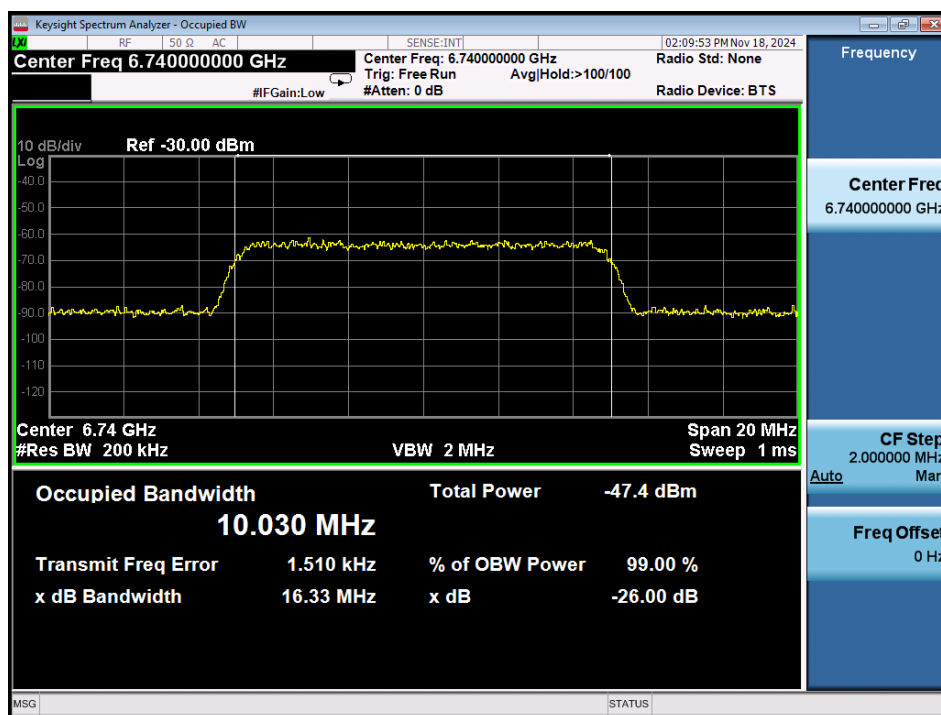 Keysight Spectrum Analyzer - Occupied BW
LXI RF 50 Ω AC SENSE:INT 02:09:53 PM Nov 18, 2024
Center Freq 6.740000000 GHz
Center Freq: 6.740000000 GHz Radio Std: None
Trig: Free Run Avg|Hold:>100/100
#IFGain:Low #Atten: 0 dB Radio Device: BTS
10 dB/div Ref -30.00 dBm
Log
-40.0
-50.0
-60.0
-70.0
-80.0
-90.0
-100
-110
-120
Center 6.74 GHz Span 20 MHz
#Res BW 200 kHz VBW 2 MHz Sweep 1 ms
Occupied Bandwidth Total Power -47.4 dBm
10.030 MHz
Transmit Freq Error 1.510 kHz % of OBW Power 99.00 %
x dB Bandwidth 16.33 MHz x dB -26.00 dB
Frequency
Center Freq
6.740000000 GHz
CF Step
2.000000 MHz
Auto Man
Freq Offset
0 Hz
MSG STATUS